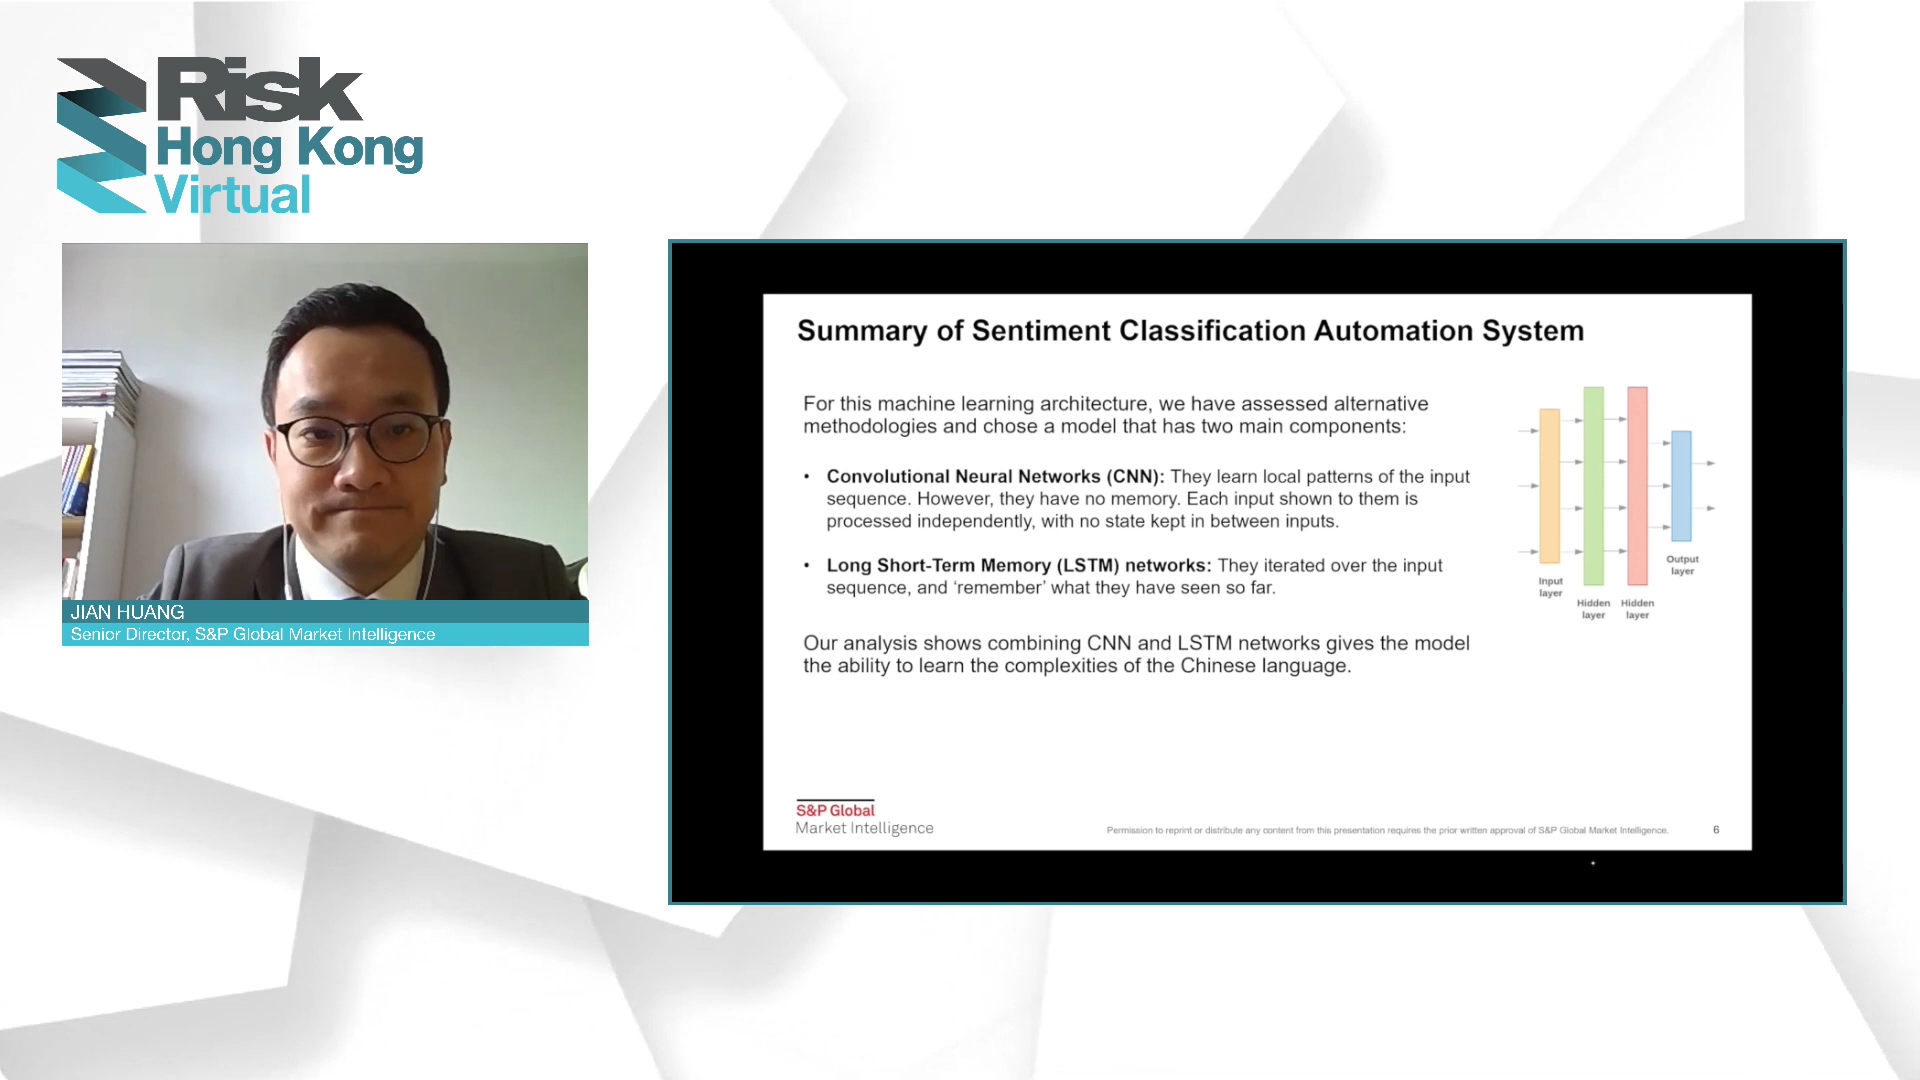 Risk
Hong Kong
Virtual
JIAN HUANG
Senior Director, S&P Global Market Intelligence
Summary of Sentiment Classification Automation System
For this machine learning architecture, we have assessed alternative
methodologies and chose a model that has two main components:
• Convolutional Neural Networks (CNN): They learn local patterns of the input
sequence. However, they have no memory. Each input shown to them is
processed independently, with no state kept in between inputs.
• Long Short-Term Memory (LSTM) networks: They iterated over the input
sequence, and ‘remember’ what they have seen so far.
Our analysis shows combining CNN and LSTM networks gives the model
the ability to learn the complexities of the Chinese language.
Input
layer
Hidden
layer
Hidden
layer
Output
layer
S&P Global
Market Intelligence
Permission to reprint or distribute any content from this presentation requires the prior written approval of S&P Global Market Intelligence.
6